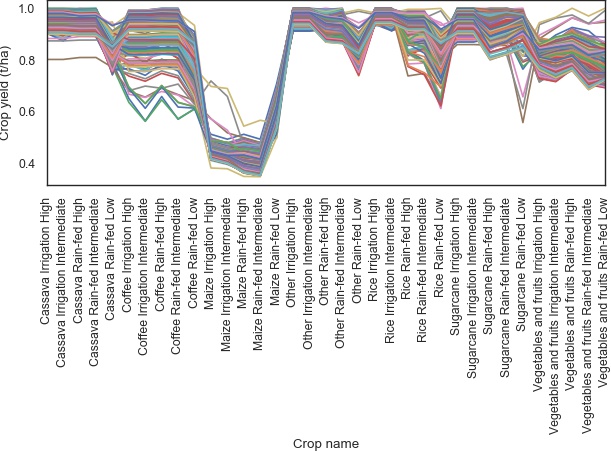 Crop yield (t/ha)
1.0
0.8
0.6
0.4
Cassava Irrigation High
Cassava Irrigation Intermediate
Cassava Rain-fed High
Cassava Rain-fed Intermediate
Cassava Rain-fed Low
Coffee Irrigation High
Coffee Irrigation Intermediate
Coffee Rain-fed High
Coffee Rain-fed Intermediate
Coffee Rain-fed Low
Maize Irrigation High
Maize Irrigation Intermediate
Maize Rain-fed High
Maize Rain-fed Intermediate
Maize Rain-fed Low
Other Irrigation High
Other Irrigation Intermediate
Other Rain-fed High
Other Rain-fed Intermediate
Other Rain-fed Low
Rice Irrigation High
Rice Irrigation Intermediate
Rice Rain-fed High
Rice Rain-fed Intermediate
Rice Rain-fed Low
Sugarcane Irrigation High
Sugarcane Irrigation Intermediate
Sugarcane Rain-fed High
Sugarcane Rain-fed Intermediate
Sugarcane Rain-fed Low
Vegetables and fruits Irrigation High
Vegetables and fruits Irrigation Intermediate
Vegetables and fruits Rain-fed High
Vegetables and fruits Rain-fed Intermediate
Vegetables and fruits Rain-fed Low
Crop name